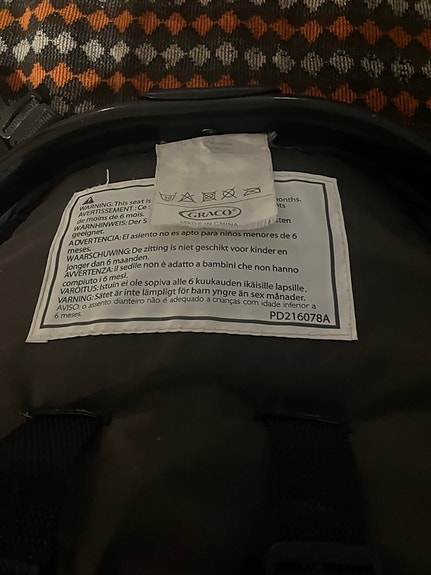 WARNING: This seat is
months.
AVERTISSEMENT : Ce
de moins de 6 mois.
WARNHINWEIS: Der S
geeignet.
ADVERTENCIA: El asiento no es apto para niños menores de 6
meses.
WAARSCHUWING: De zitting is niet geschikt voor kinderen
jonger dan 6 maanden.
AVVERTENZA: il sedile non è adatto a bambini che non hanno
compiuto i 6 mesi.
VAROITUS: Istuin ei ole sopiva alle 6 kuukauden ikäisille lapsille.
VARNING: Sätet är inte lämpligt för barn yngre än sex månader.
AVISO: o assento dianteiro não é adequado a crianças com idade inferior a
6 meses.
PD216078A
GRACO
MADE IN CHINA